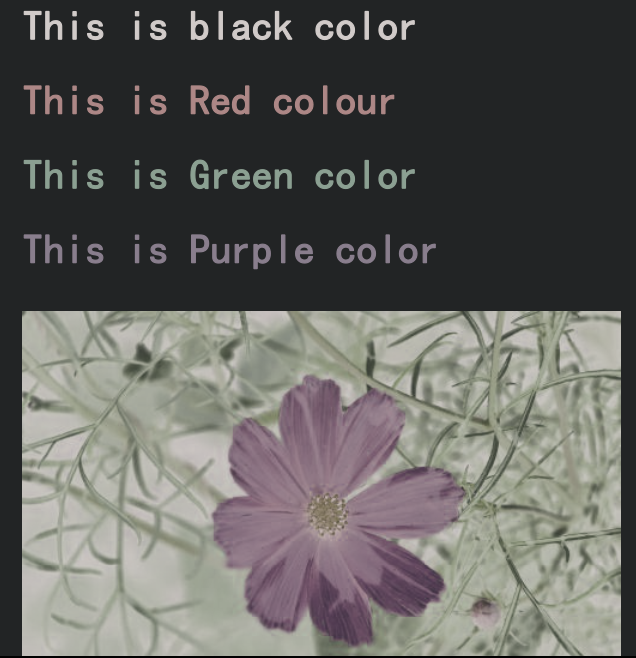 This is black color
This is Red colour
This is Green color
This is Purple color